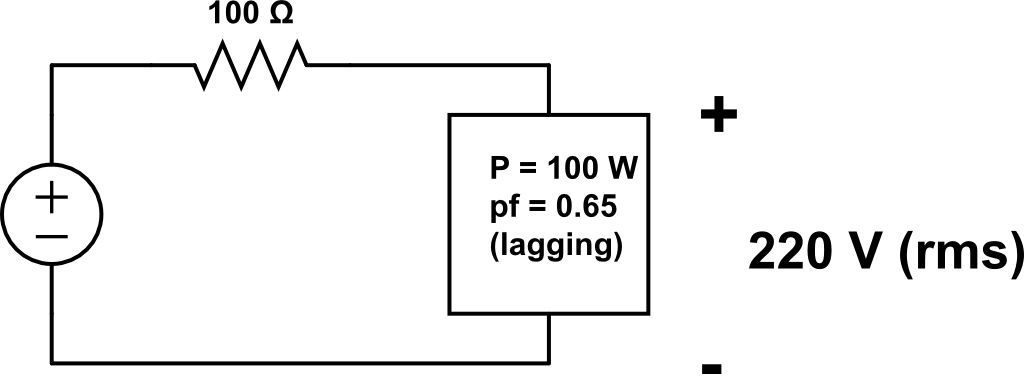 100 Ω
+
P = 100 W
pf = 0.65
(lagging)
+
−
220 V (rms)
-